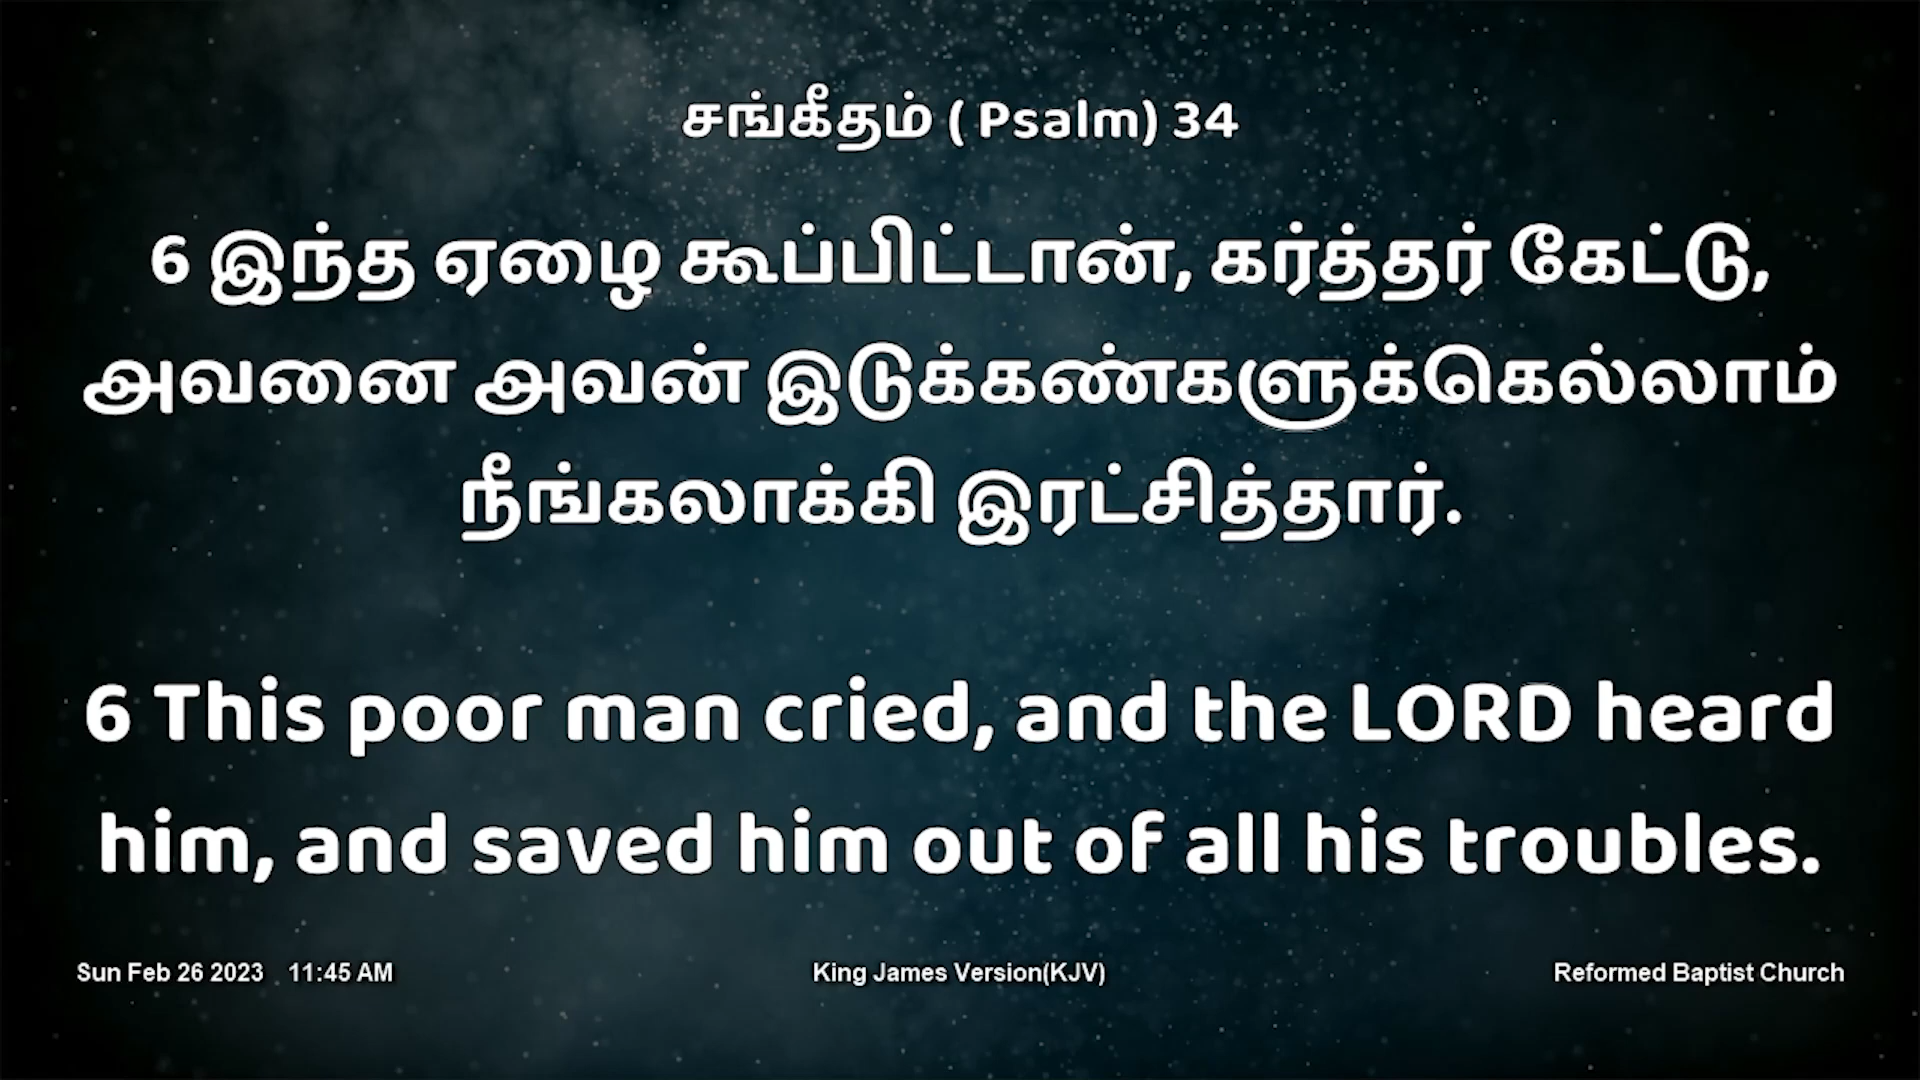 சங்கீதம் ( Psalm) 34
6 இந்த ஏழை கூப்பிட்டான், கர்த்தர் கேட்டு,
அவனை அவன் இடுக்கண்களுக்கெல்லாம்
நீங்கலாக்கி இரட்சித்தார்.
6 This poor man cried, and the LORD heard
him, and saved him out of all his troubles.
Sun Feb 26 2023 11:45 AM
King James Version(KJV)
Reformed Baptist Church